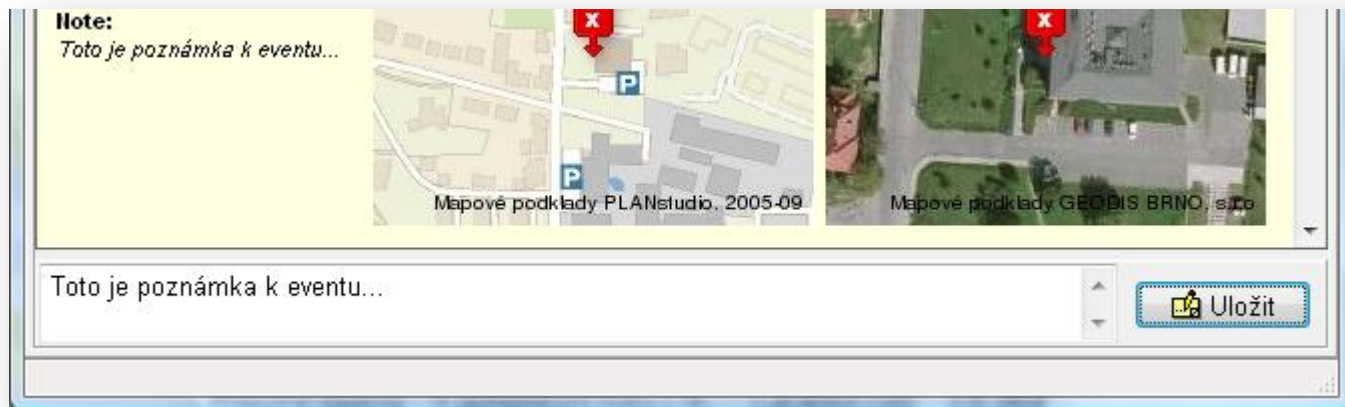 Note:
Toto je poznámka k eventu...
X
X
P
P
Mapové podklady PLANstudio, 2005-09
Mapové podklady GEODIS BRNO, s.r.o
Toto je poznámka k eventu...
Uložit